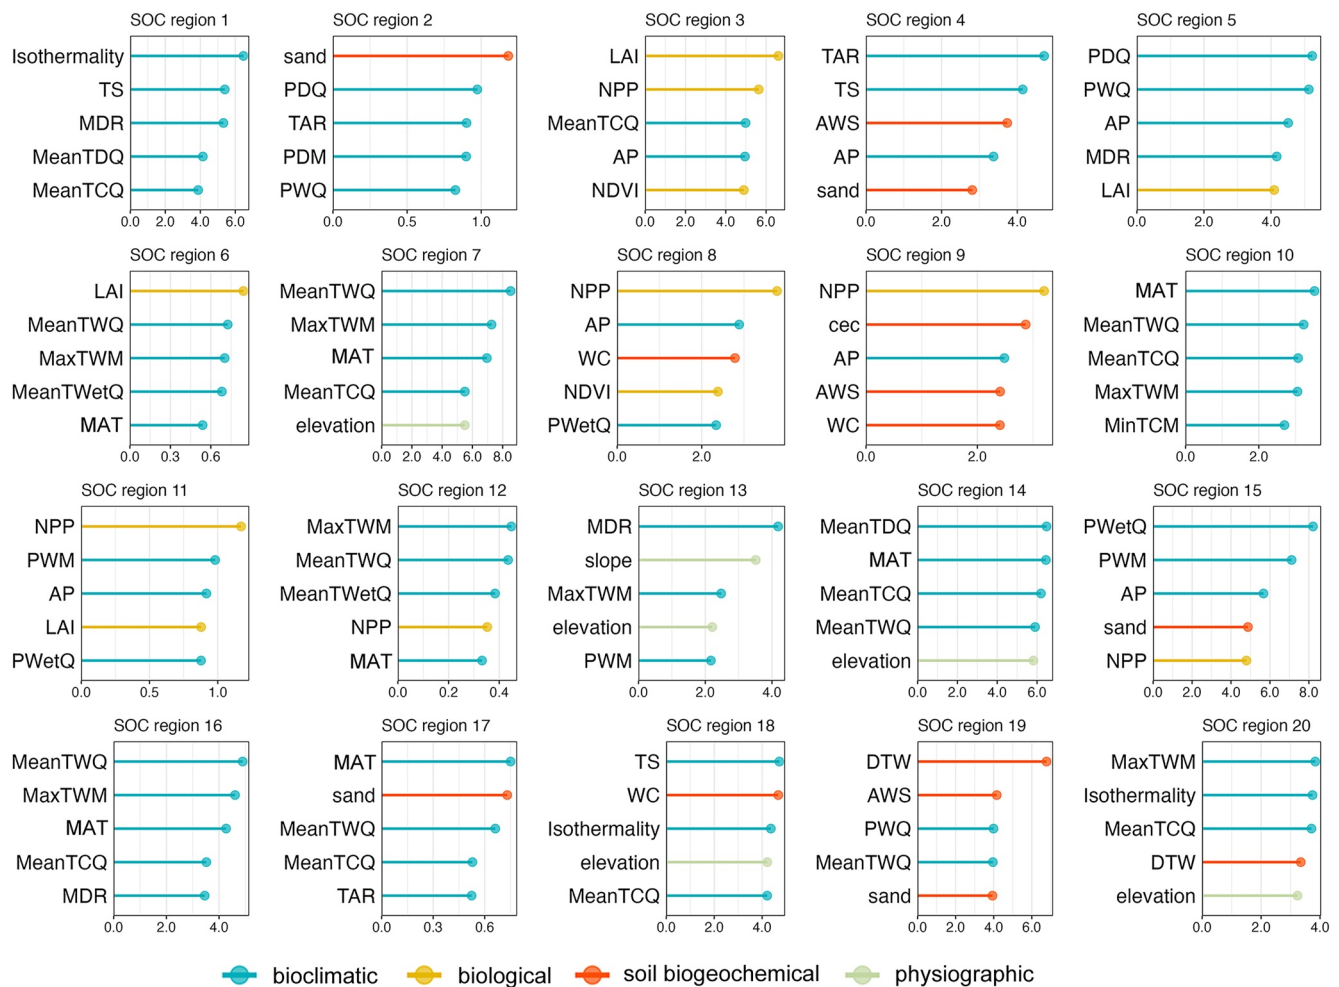 SOC region 1
Isothermality
TS
MDR
MeanTDQ
MeanTCQ
0.0 2.0 4.0 6.0
SOC region 2
sand
PDQ
TAR
PDM
PWQ
0.0 0.5 1.0
SOC region 3
LAI
NPP
MeanTCQ
AP
NDVI
0.0 2.0 4.0 6.0
SOC region 4
TAR
TS
AWS
AP
sand
0.0 2.0 4.0
SOC region 5
PDQ
PWQ
AP
MDR
LAI
0.0 2.0 4.0
SOC region 6
LAI
MeanTWQ
MaxTWM
MeanTWetQ
MAT
0.0 0.3 0.6
SOC region 7
MeanTWQ
MaxTWM
MAT
MeanTCQ
elevation
0.0 2.0 4.0 6.0 8.0
SOC region 8
NPP
AP
WC
NDVI
PWetQ
2.0
SOC region 9
NPP
cec
AP
AWS
WC
0.0 2.0
SOC region 10
MAT
MeanTWQ
MeanTCQ
MaxTWM
MinTCM
0.0 2.0
SOC region 11
NPP
PWM
AP
LAI
PWetQ
0.0 0.5 1.0
SOC region 12
MaxTWM
MeanTWQ
MeanTWetQ
NPP
MAT
0.0 0.2 0.4
SOC region 13
MDR
slope
MaxTWM
elevation
PWM
0.0 2.0 4.0
SOC region 14
MeanTDQ
MAT
MeanTCQ
MeanTWQ
elevation
0.0 2.0 4.0 6.0
SOC region 15
PWetQ
PWM
AP
sand
NPP
0.0 2.0 4.0 6.0 8.0
SOC region 16
MeanTWQ
MaxTWM
MAT
MeanTCQ
MDR
0.0 2.0 4.0
SOC region 17
MAT
sand
MeanTWQ
MeanTCQ
TAR
0.0 0.3 0.6
SOC region 18
TS
WC
Isothermality
elevation
MeanTCQ
0.0 2.0 4.0
SOC region 19
DTW
AWS
PWQ
MeanTWQ
sand
0.0 2.0 4.0 6.0
SOC region 20
MaxTWM
Isothermality
MeanTCQ
DTW
elevation
0.0 2.0 4.0
bioclimatic biological soil biogeochemical physiographic